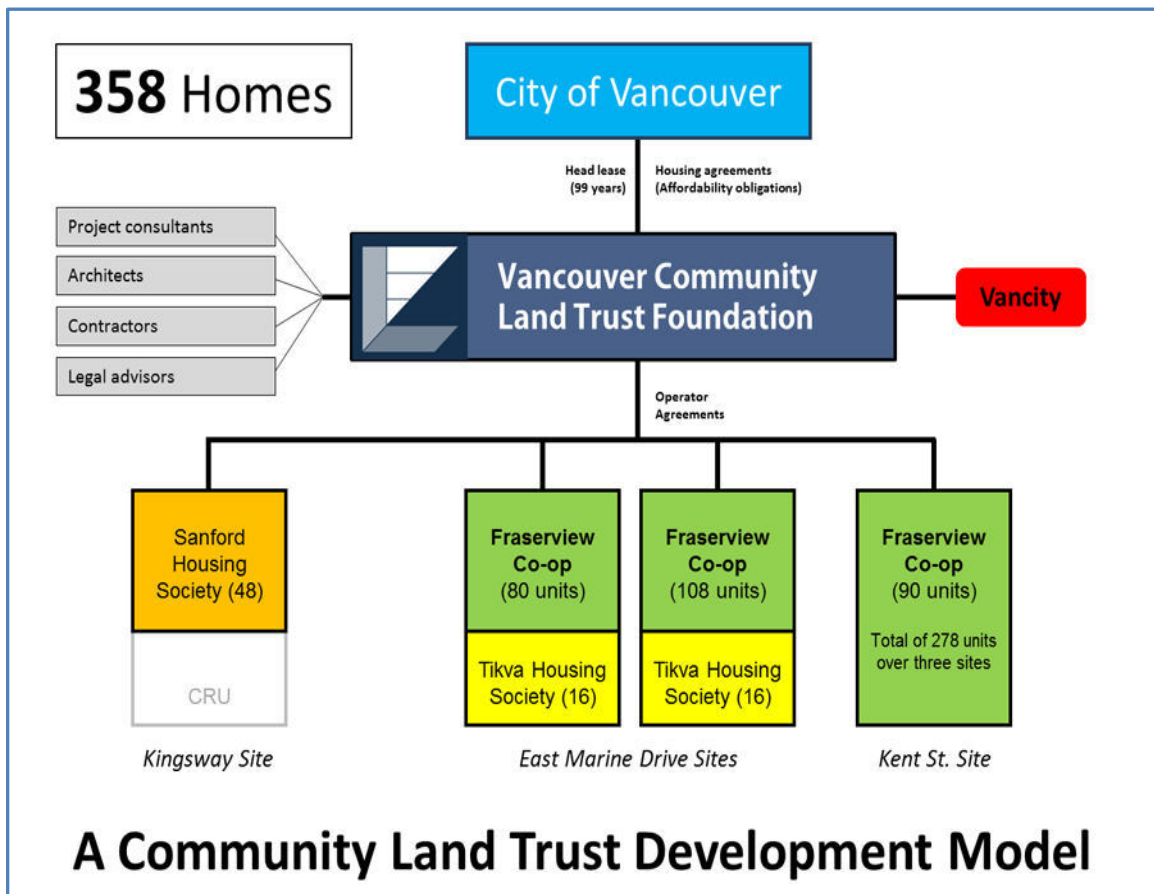 358 Homes
City of Vancouver
Head lease
(99 years)
Housing agreements
(Affordability obligations)
Project consultants
Architects
Contractors
Legal advisors
Vancouver Community
Land Trust Foundation
Vancity
Operator
Agreements
Sanford
Housing
Society (48)
CRU
Fraserview
Co-op
(80 units)
Tikva Housing
Society (16)
Fraserview
Co-op
(108 units)
Tikva Housing
Society (16)
Fraserview
Co-op
(90 units)
Total of 278 units
over three sites
Kingsway Site
East Marine Drive Sites
Kent St. Site
A Community Land Trust Development Model